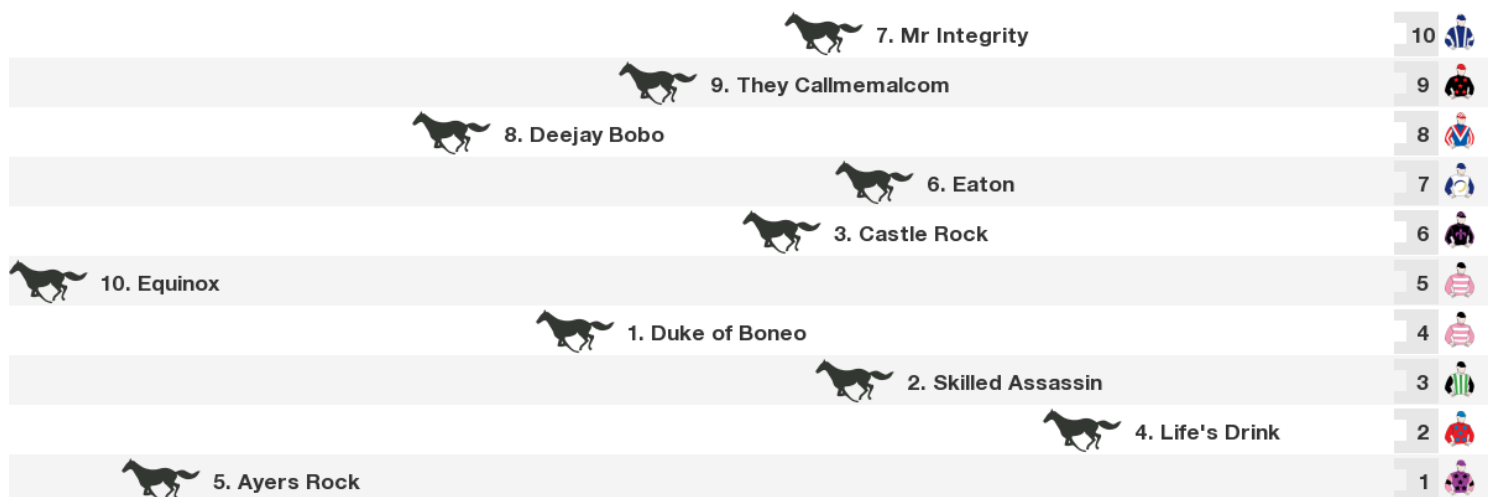 7. Mr Integrity 10
9. They Callmemalcom 9
8. Deejay Bobo 8
6. Eaton 7
3. Castle Rock 6
10. Equinox 5
1. Duke of Boneo 4
2. Skilled Assassin 3
4. Life's Drink 2
5. Ayers Rock 1